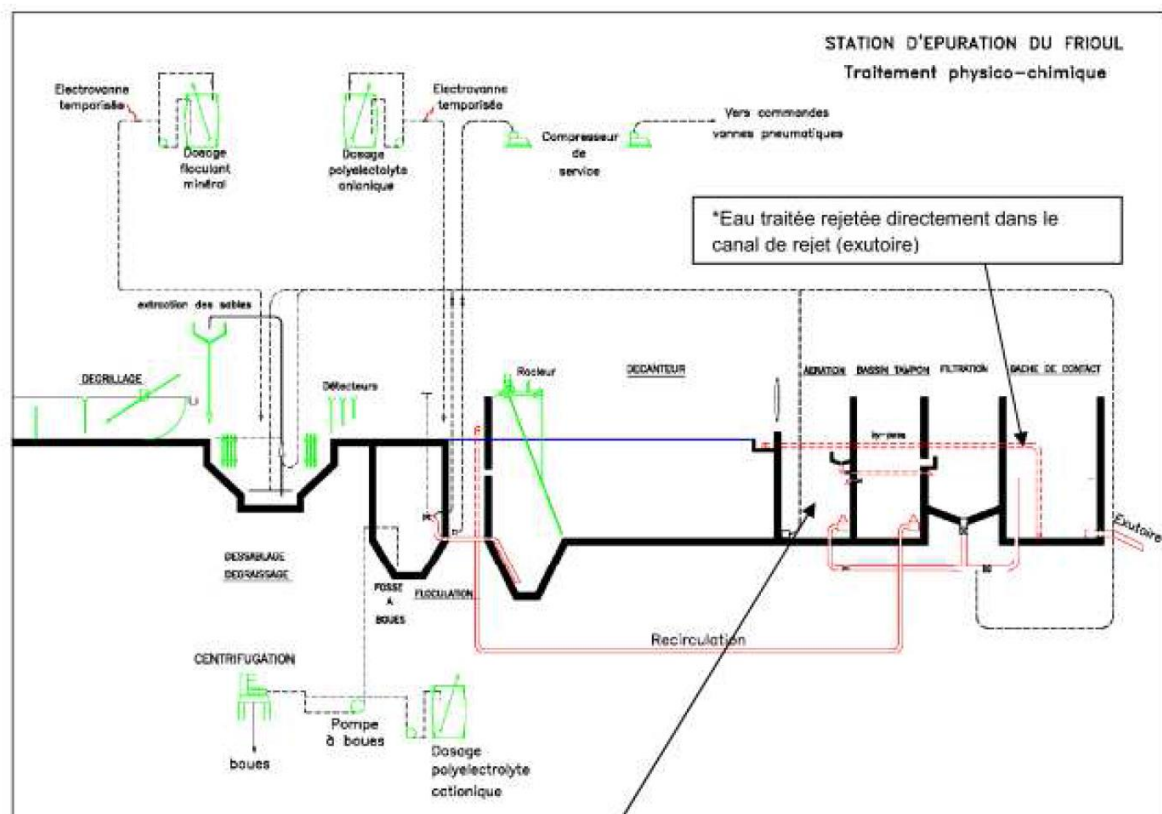 STATION D'EPURATION DU FRIOUL
Traitement physico-chimique
Electrovanne
temporisée
Dosage
floculant
minéral
Dosage
polyelectolyte
anionique
Electrovanne
temporisée
Compresseur
de
service
Vers commandes
vannes pneumatiques
*Eau traitée rejetée directement dans le
canal de rejet (exutoire)
extraction des sables
DEGRILLAGE
Détecteurs
Racleur
DECANTEUR
AERATION
BASSIN TAMPON
FILTRATION
BACHE DE CONTACT
by-pass
Exutoire
DESSABLAGE
DEGRAISSAGE
FOSSE
A
BOUES
FLOCULATION
Recirculation
CENTRIFUGATION
Pompe
à boues
boues
Dosage
polyelectrolyte
cationique